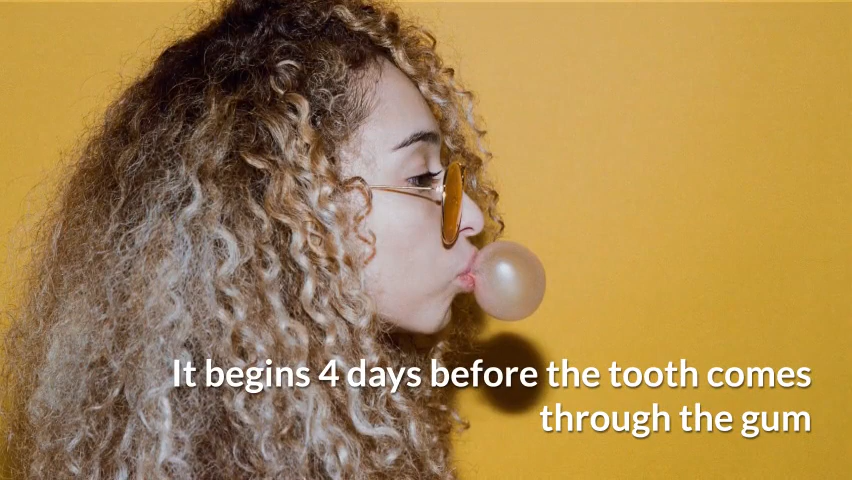 It begins 4 days before the tooth comes
through the gum